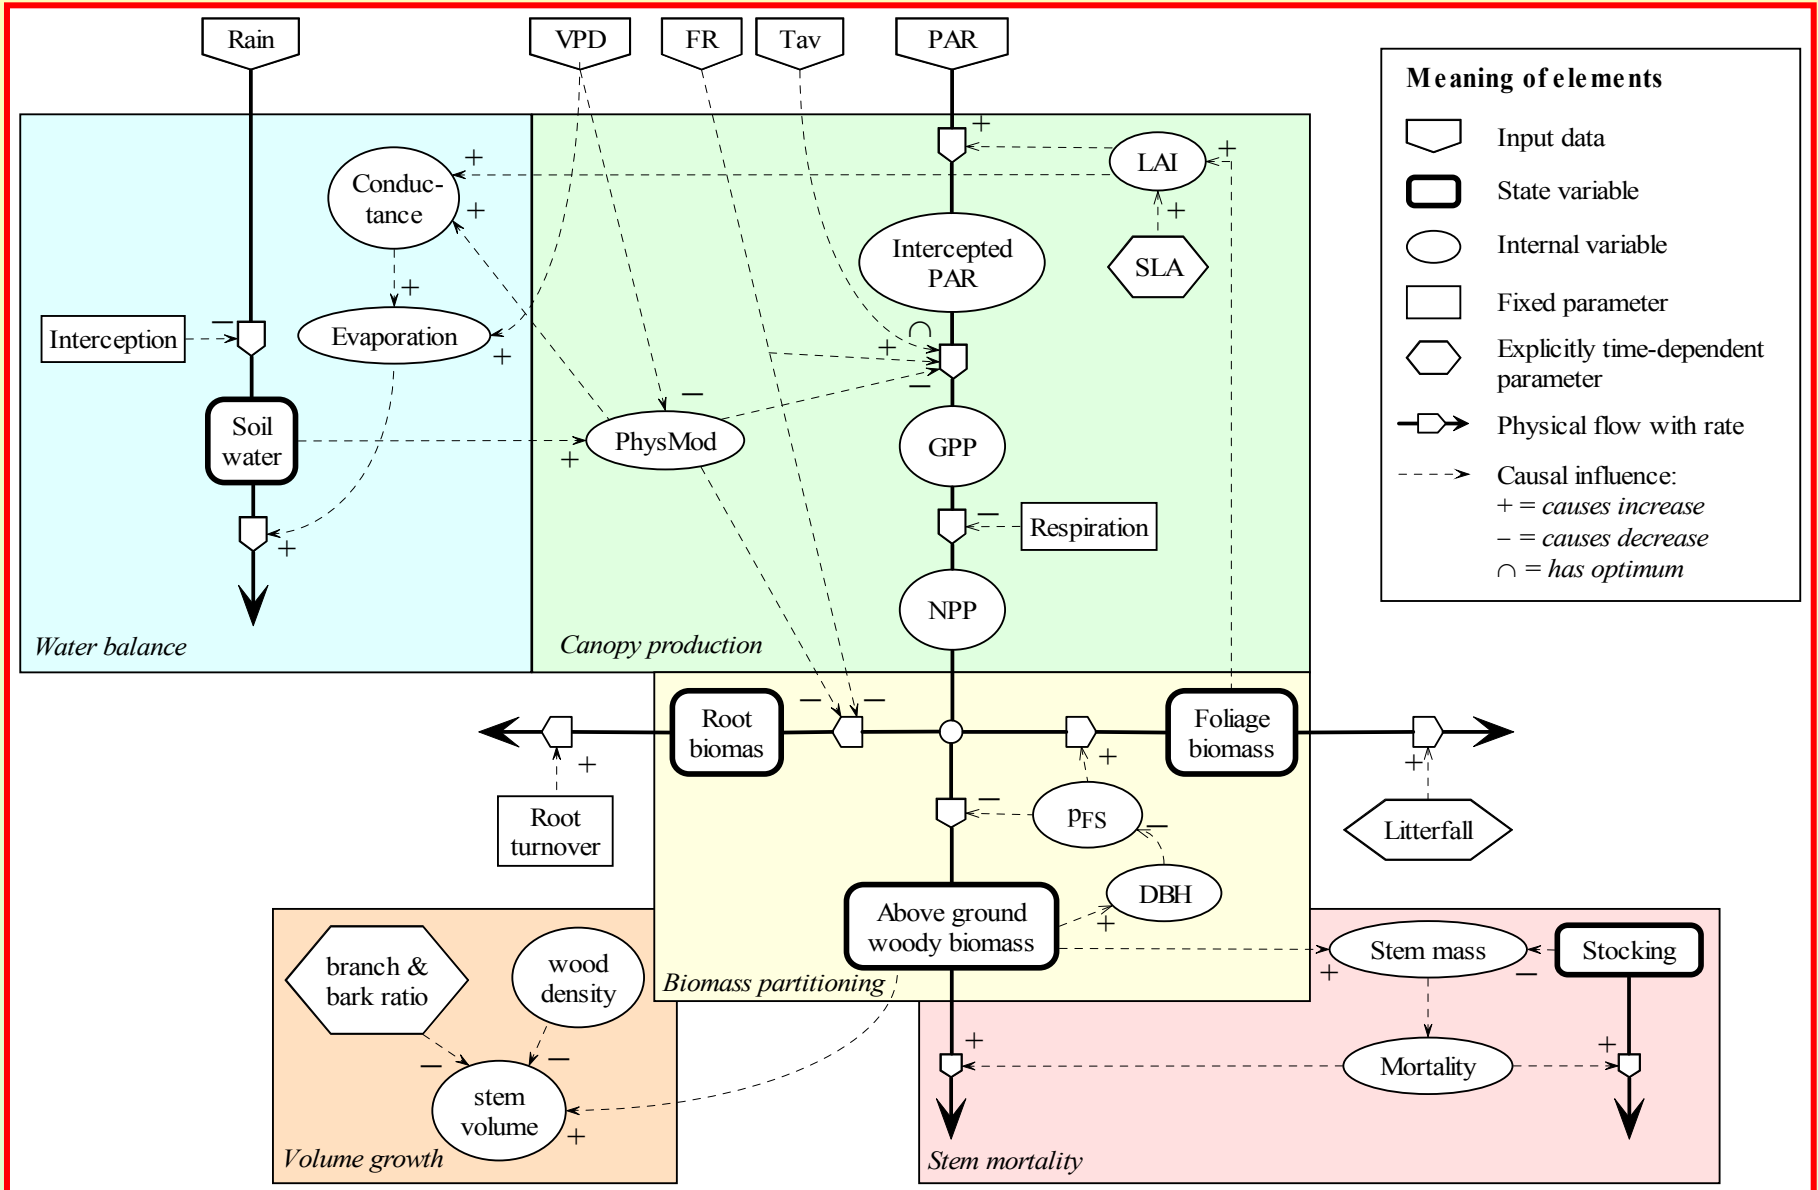 Rain
VPD
FR
Tav
PAR
Meaning of elements
Input data
State variable
Internal variable
Fixed parameter
Explicitly time-dependent
parameter
Physical flow with rate
Causal influence:
+ = causes increase
– = causes decrease
∩ = has optimum
+
LAI
+
Conduc-
tance
+
+
+
SLA
Intercepted
PAR
+
Interception
–
Evaporation
+
∩
+
–
–
Soil
water
PhysMod
+
GPP
+
–
Respiration
NPP
Water balance
Canopy production
–
–
Root
biomas
Foliage
biomass
+
+
+
Root
turnover
–
pFS
–
Litterfall
DBH
+
Above ground
woody biomass
Biomass partitioning
Stem mass
+
–
Stocking
branch &
bark ratio
wood
density
–
–
stem
volume
+
Volume growth
+
Mortality
+
Stem mortality